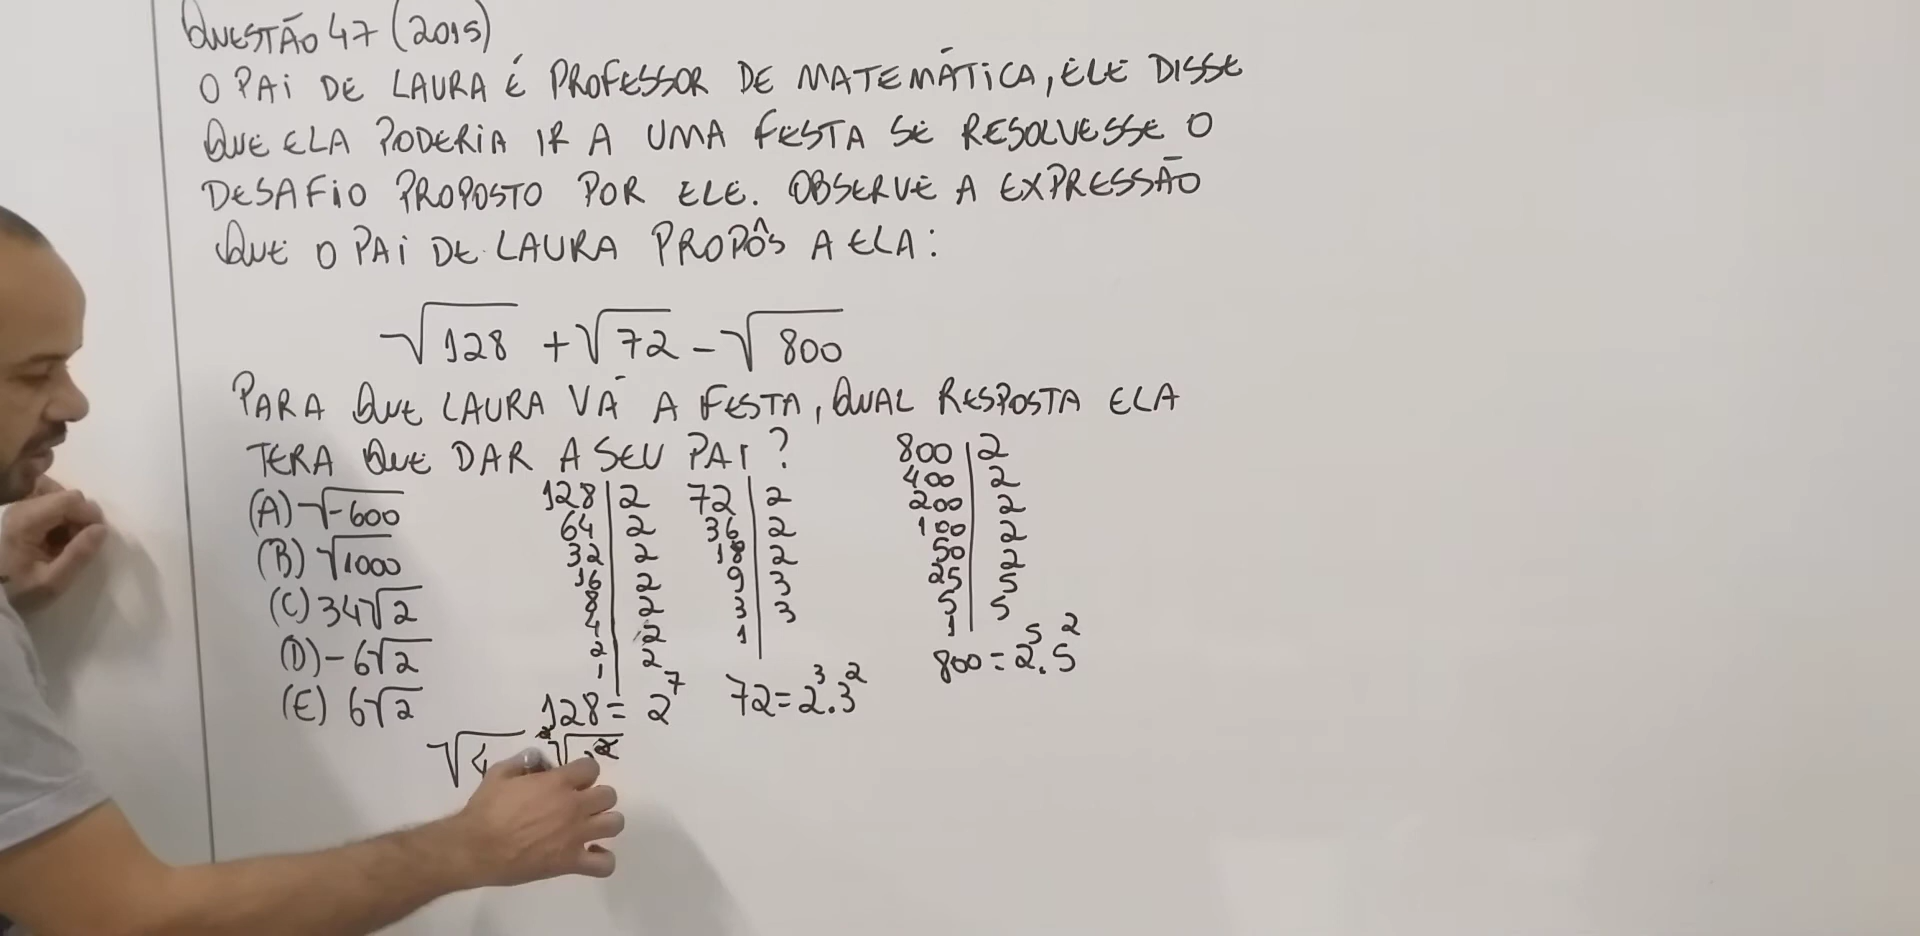 QUESTÃO 47 (2015)
O PAI DE LAURA É PROFESSOR DE MATEMÁTICA, ELE DISSE
QUE ELA PODERIA IR A UMA FESTA SE RESOLVESSE O
DESAFIO PROPOSTO POR ELE. OBSERVE A EXPRESSÃO
QUE O PAI DE LAURA PROPÔS A ELA:
√128 + √72 - √800
PARA QUE LAURA VÁ A FESTA, QUAL RESPOSTA ELA
TERA QUE DAR A SEU PAI?
(A) √-600
(B) √1000
(C) 34√2
(D) -6√2
(E) 6√2
128 | 2
64 | 2
32 | 2
16 | 2
8 | 2
4 | 2
2 | 2
1
128 = 2⁷
72 | 2
36 | 2
18 | 2
9 | 3
3 | 3
1
72 = 2³.3²
800 | 2
400 | 2
200 | 2
100 | 2
50 | 2
25 | 5
5 | 5
1
800 = 2⁵.5²
√4